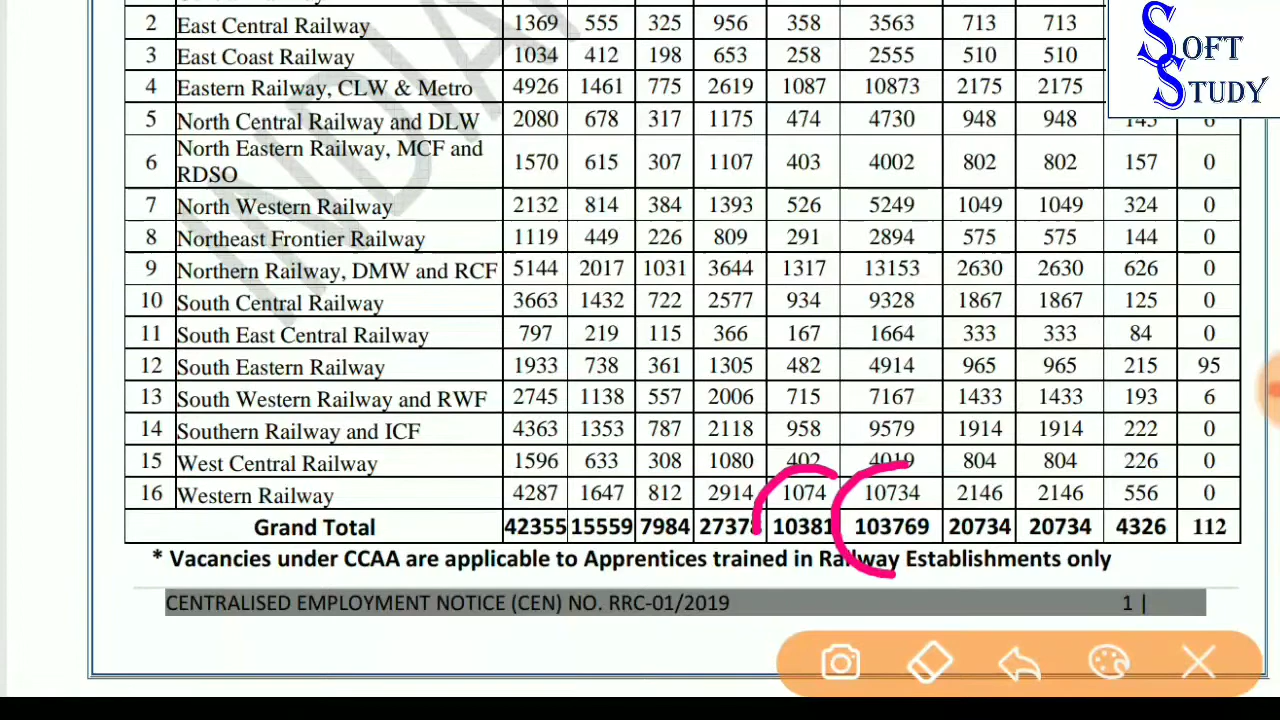 2 East Central Railway 1369 555 325 956 358 3563 713 713
3 East Coast Railway 1034 412 198 653 258 2555 510 510
4 Eastern Railway, CLW & Metro 4926 1461 775 2619 1087 10873 2175 2175
5 North Central Railway and DLW 2080 678 317 1175 474 4730 948 948
6 North Eastern Railway, MCF and 1570 615 307 1107 403 4002 802 802 157 0
RDSO
7 North Western Railway 2132 814 384 1393 526 5249 1049 1049 324 0
8 Northeast Frontier Railway 1119 449 226 809 291 2894 575 575 144 0
9 Northern Railway, DMW and RCF 5144 2017 1031 3644 1317 13153 2630 2630 626 0
10 South Central Railway 3663 1432 722 2577 934 9328 1867 1867 125 0
11 South East Central Railway 797 219 115 366 167 1664 333 333 84 0
12 South Eastern Railway 1933 738 361 1305 482 4914 965 965 215 95
13 South Western Railway and RWF 2745 1138 557 2006 715 7167 1433 1433 193 6
14 Southern Railway and ICF 4363 1353 787 2118 958 9579 1914 1914 222 0
15 West Central Railway 1596 633 308 1080 402 4019 804 804 226 0
16 Western Railway 4287 1647 812 2914 1074 10734 2146 2146 556 0
Grand Total 42355 15559 7984 27378 10381 103769 20734 20734 4326 112
* Vacancies under CCAA are applicable to Apprentices trained in Railway Establishments only
CENTRALISED EMPLOYMENT NOTICE (CEN) NO. RRC-01/2019 1 |
SOFT
STUDY